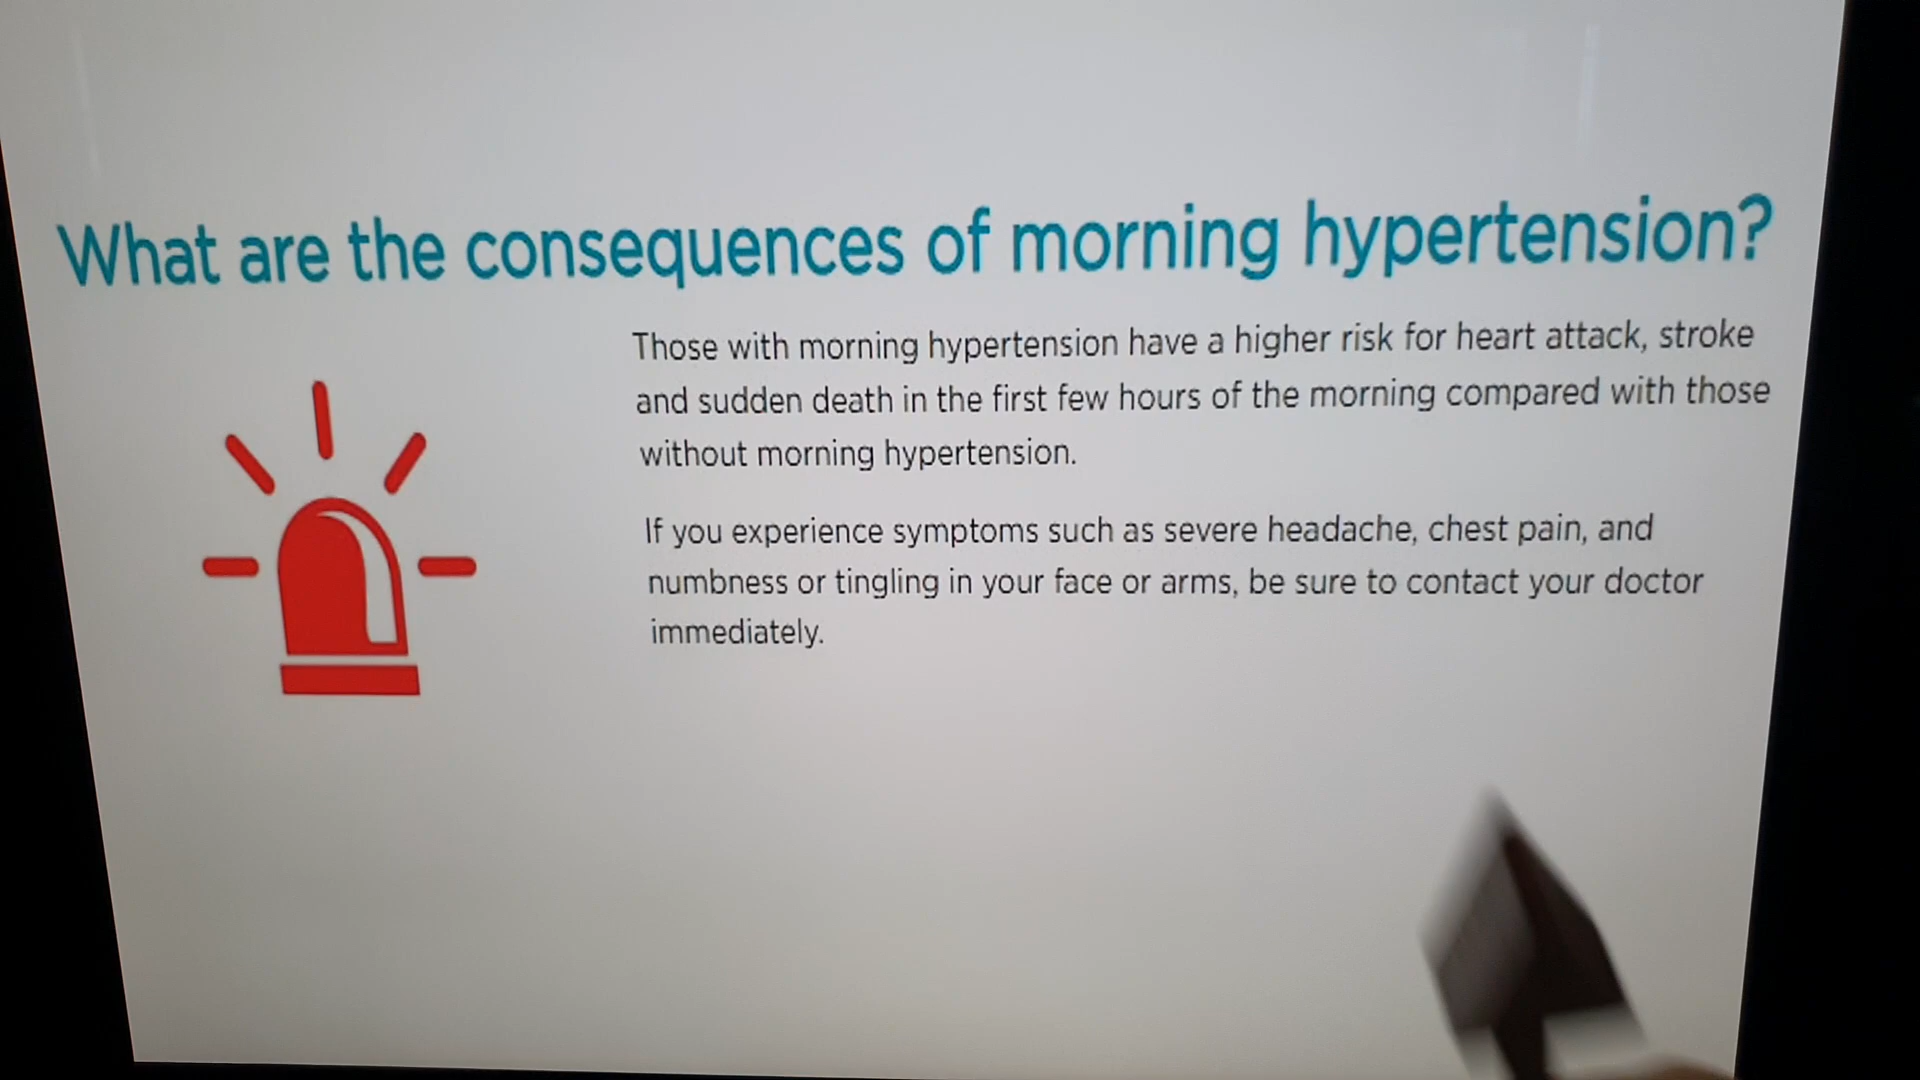 What are the consequences of morning hypertension?
Those with morning hypertension have a higher risk for heart attack, stroke
and sudden death in the first few hours of the morning compared with those
without morning hypertension.
If you experience symptoms such as severe headache, chest pain, and
numbness or tingling in your face or arms, be sure to contact your doctor
immediately.